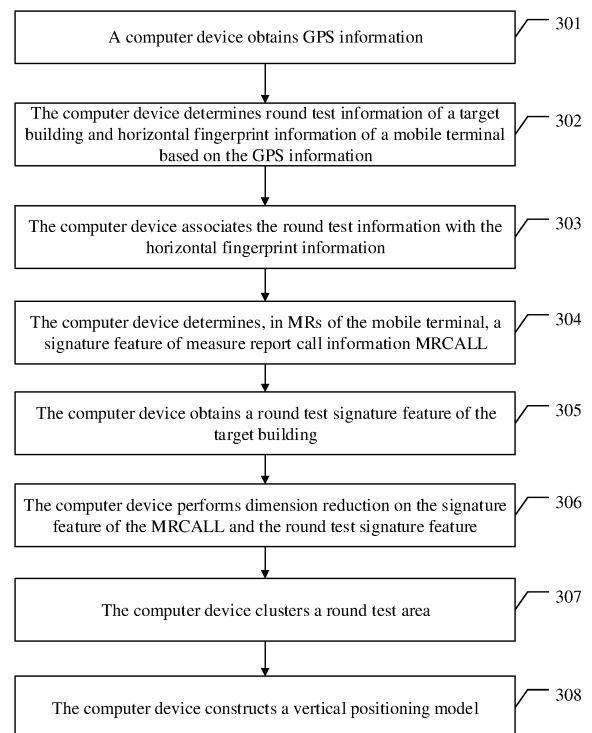 A computer device obtains GPS information
301
The computer device determines round test information of a target
building and horizontal fingerprint information of a mobile terminal
based on the GPS information
302
The computer device associates the round test information with the
horizontal fingerprint information
303
The computer device determines, in MRs of the mobile terminal, a
signature feature of measure report call information MRCALL
304
The computer device obtains a round test signature feature of the
target building
305
The computer device performs dimension reduction on the signature
feature of the MRCALL and the round test signature feature
306
The computer device clusters a round test area
307
The computer device constructs a vertical positioning model
308